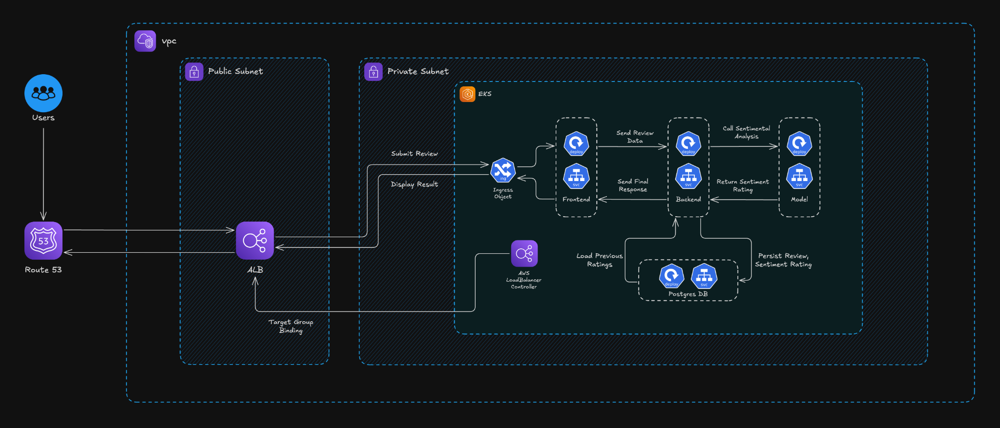 vpc
Public Subnet
Private Subnet
EKS
Users
Route 53
53
ALB
Submit Review
Display Result
Target Group
Binding
ing
Ingress
Object
AWS
LoadBalancer
Controller
deploy
svc
Frontend
Send Review
Data
Send Final
Response
deploy
svc
Backend
Call Sentimental
Analysis
Return Sentiment
Rating
deploy
svc
Model
Load Previous
Ratings
Persist Review,
Sentiment Rating
deploy
svc
Postgres DB